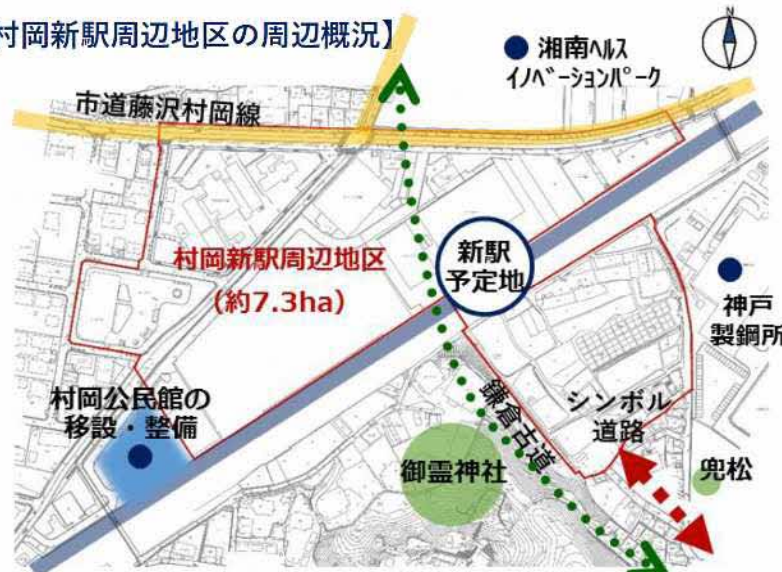 村岡新駅周辺地区の周辺概況】
N
湘南ヘルス
イノベーションパーク
市道藤沢村岡線
村岡新駅周辺地区
(約7.3ha)
新駅
予定地
神戸
製鋼所
村岡公民館の
移設・整備
鎌倉古道
シンボル
道路
御霊神社
兜松